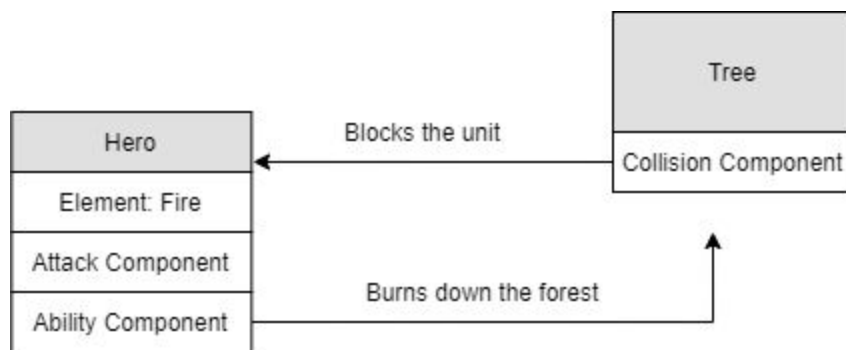 Tree
Hero
Blocks the unit
Collision Component
Element: Fire
Attack Component
Burns down the forest
Ability Component